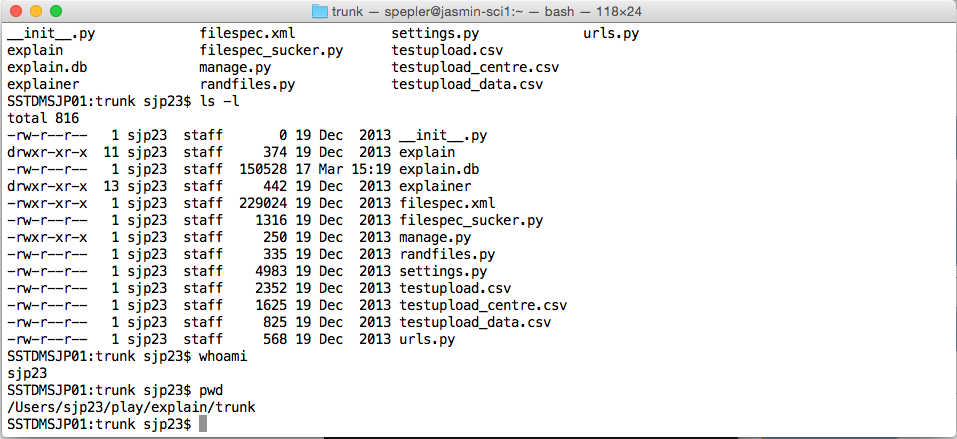 trunk — spepler@jasmin-sci1:~ — bash — 118×24
__init__.py filespec.xml settings.py urls.py
explain filespec_sucker.py testupload.csv
explain.db manage.py testupload_centre.csv
explainer randfiles.py testupload_data.csv
SSTDMSJP01:trunk sjp23$ ls -l
total 816
-rw-r--r-- 1 sjp23 staff 0 19 Dec 2013 __init__.py
drwxr-xr-x 11 sjp23 staff 374 19 Dec 2013 explain
-rw-r--r-- 1 sjp23 staff 150528 17 Mar 15:19 explain.db
drwxr-xr-x 13 sjp23 staff 442 19 Dec 2013 explainer
-rw-r--r-- 1 sjp23 staff 229024 19 Dec 2013 filespec.xml
-rw-r--r-- 1 sjp23 staff 1316 19 Dec 2013 filespec_sucker.py
-rwxr-xr-x 1 sjp23 staff 250 19 Dec 2013 manage.py
-rw-r--r-- 1 sjp23 staff 335 19 Dec 2013 randfiles.py
-rw-r--r-- 1 sjp23 staff 4983 19 Dec 2013 settings.py
-rw-r--r-- 1 sjp23 staff 2352 19 Dec 2013 testupload.csv
-rw-r--r-- 1 sjp23 staff 1625 19 Dec 2013 testupload_centre.csv
-rw-r--r-- 1 sjp23 staff 825 19 Dec 2013 testupload_data.csv
-rw-r--r-- 1 sjp23 staff 568 19 Dec 2013 urls.py
SSTDMSJP01:trunk sjp23$ whoami
sjp23
SSTDMSJP01:trunk sjp23$ pwd
/Users/sjp23/play/explain/trunk
SSTDMSJP01:trunk sjp23$